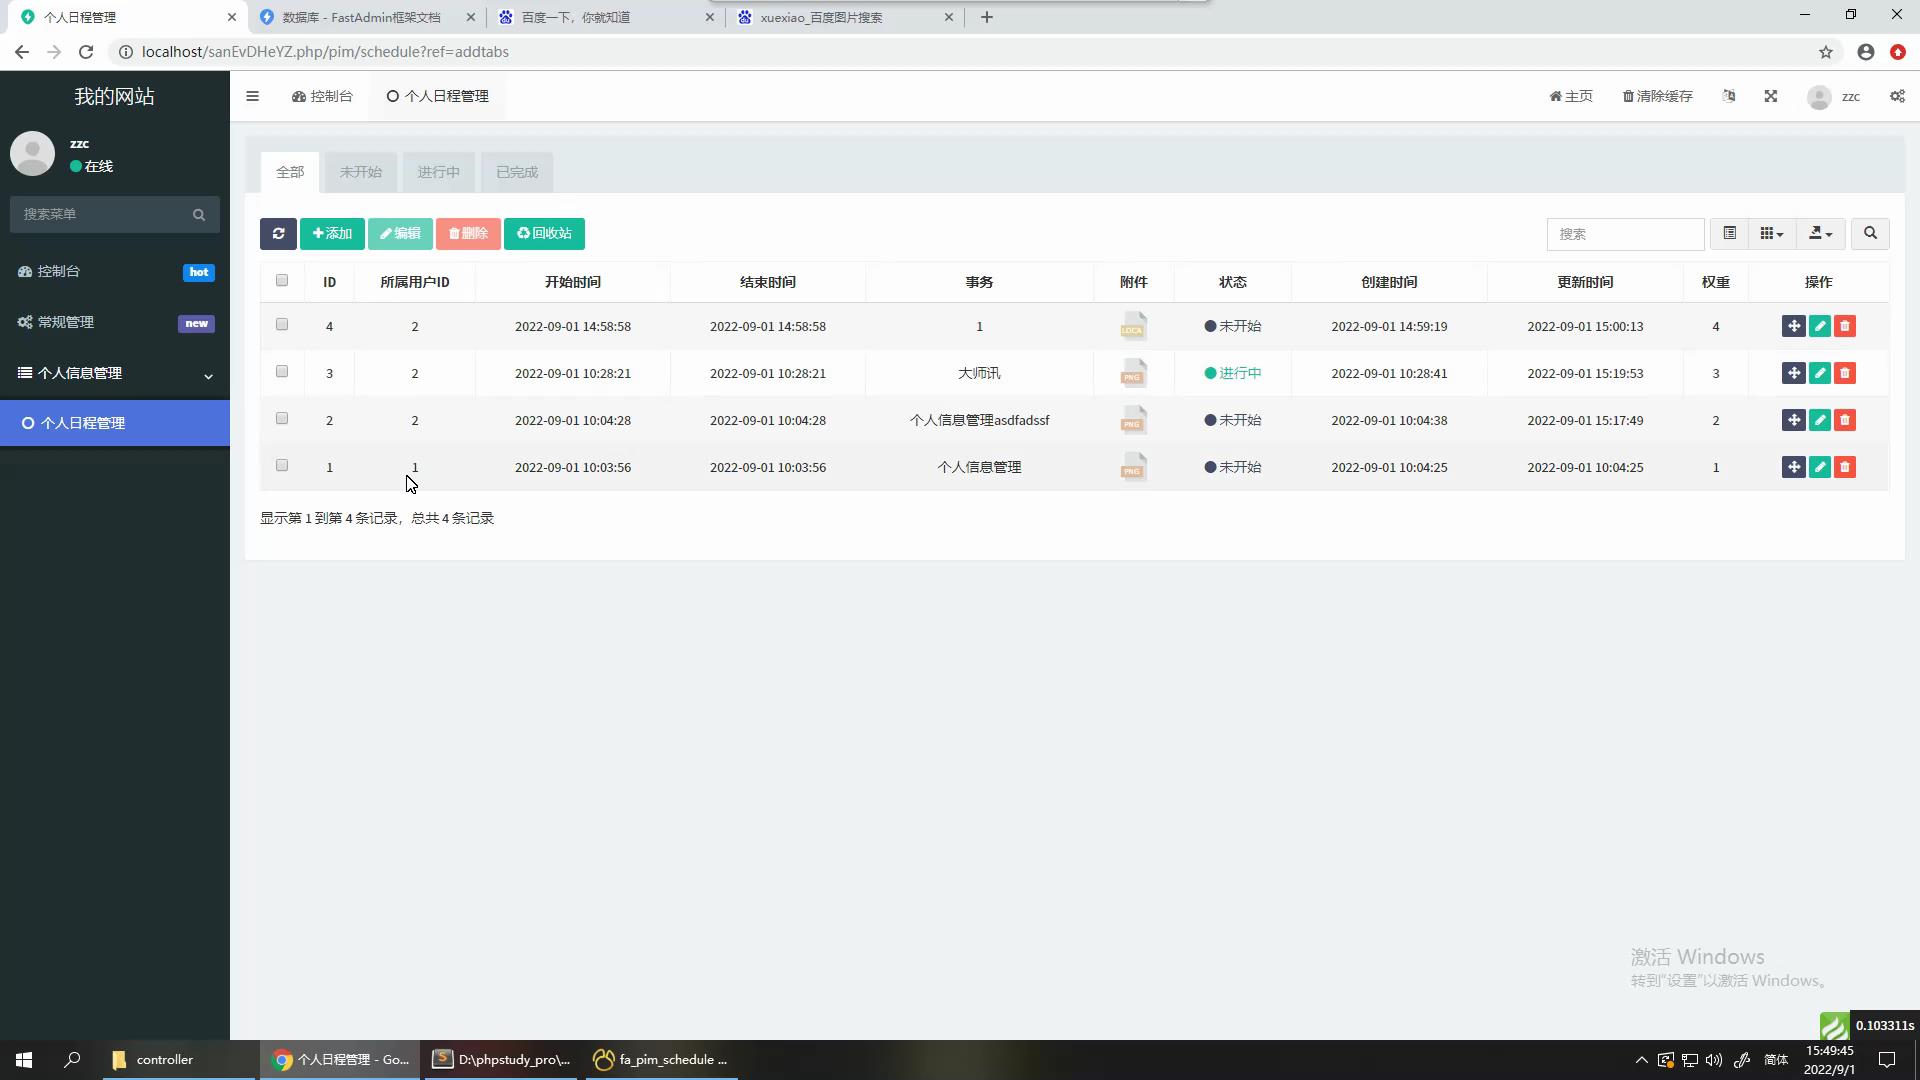 个人日程管理
数据库 - FastAdmin框架文档
百度一下，你就知道
xuexiao_百度图片搜索
localhost/sanEvDHeYZ.php/pim/schedule?ref=addtabs
我的网站
控制台
个人日程管理
主页
清除缓存
zzc
zzc
在线
搜索菜单
控制台
hot
常规管理
new
个人信息管理
个人日程管理
全部
未开始
进行中
已完成
添加
编辑
删除
回收站
搜索
ID 所属用户ID 开始时间 结束时间 事务 附件 状态 创建时间 更新时间 权重 操作
4 2 2022-09-01 14:58:58 2022-09-01 14:58:58 1 LOCA 未开始 2022-09-01 14:59:19 2022-09-01 15:00:13 4
3 2 2022-09-01 10:28:21 2022-09-01 10:28:21 大师讯 PNG 进行中 2022-09-01 10:28:41 2022-09-01 15:19:53 3
2 2 2022-09-01 10:04:28 2022-09-01 10:04:28 个人信息管理asdfadssf PNG 未开始 2022-09-01 10:04:38 2022-09-01 15:17:49 2
1 1 2022-09-01 10:03:56 2022-09-01 10:03:56 个人信息管理 PNG 未开始 2022-09-01 10:04:25 2022-09-01 10:04:25 1
显示第 1 到第 4 条记录，总共 4 条记录
激活 Windows
转到“设置”以激活 Windows。
0.103311s
controller
个人日程管理 - Go...
D:\phpstudy_pro\...
fa_pim_schedule ...
简体
15:49:45
2022/9/1